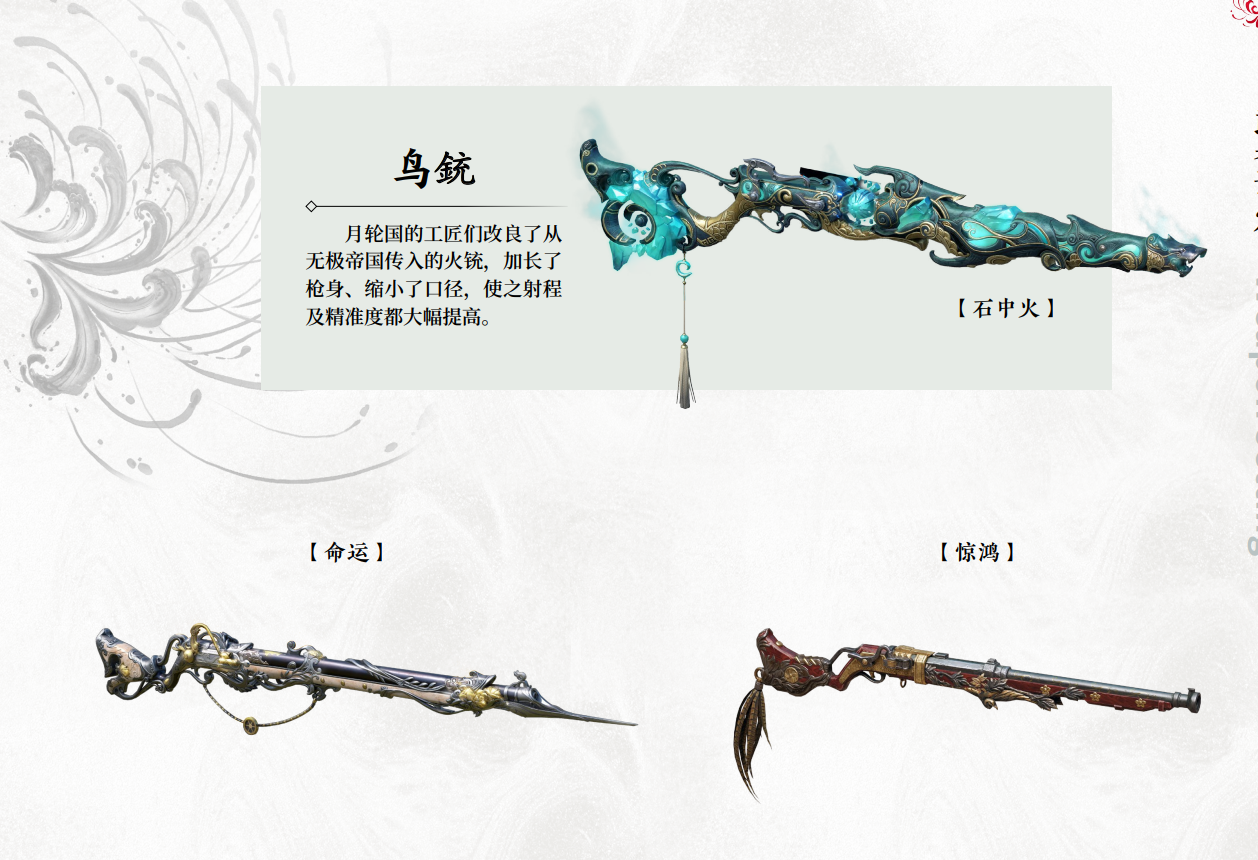 鸟銃
月轮国的工匠们改良了从
无极帝国传入的火铳，加长了
枪身、缩小了口径，使之射程
及精准度都大幅提高。
【石中火】
【命运】
【惊鸿】